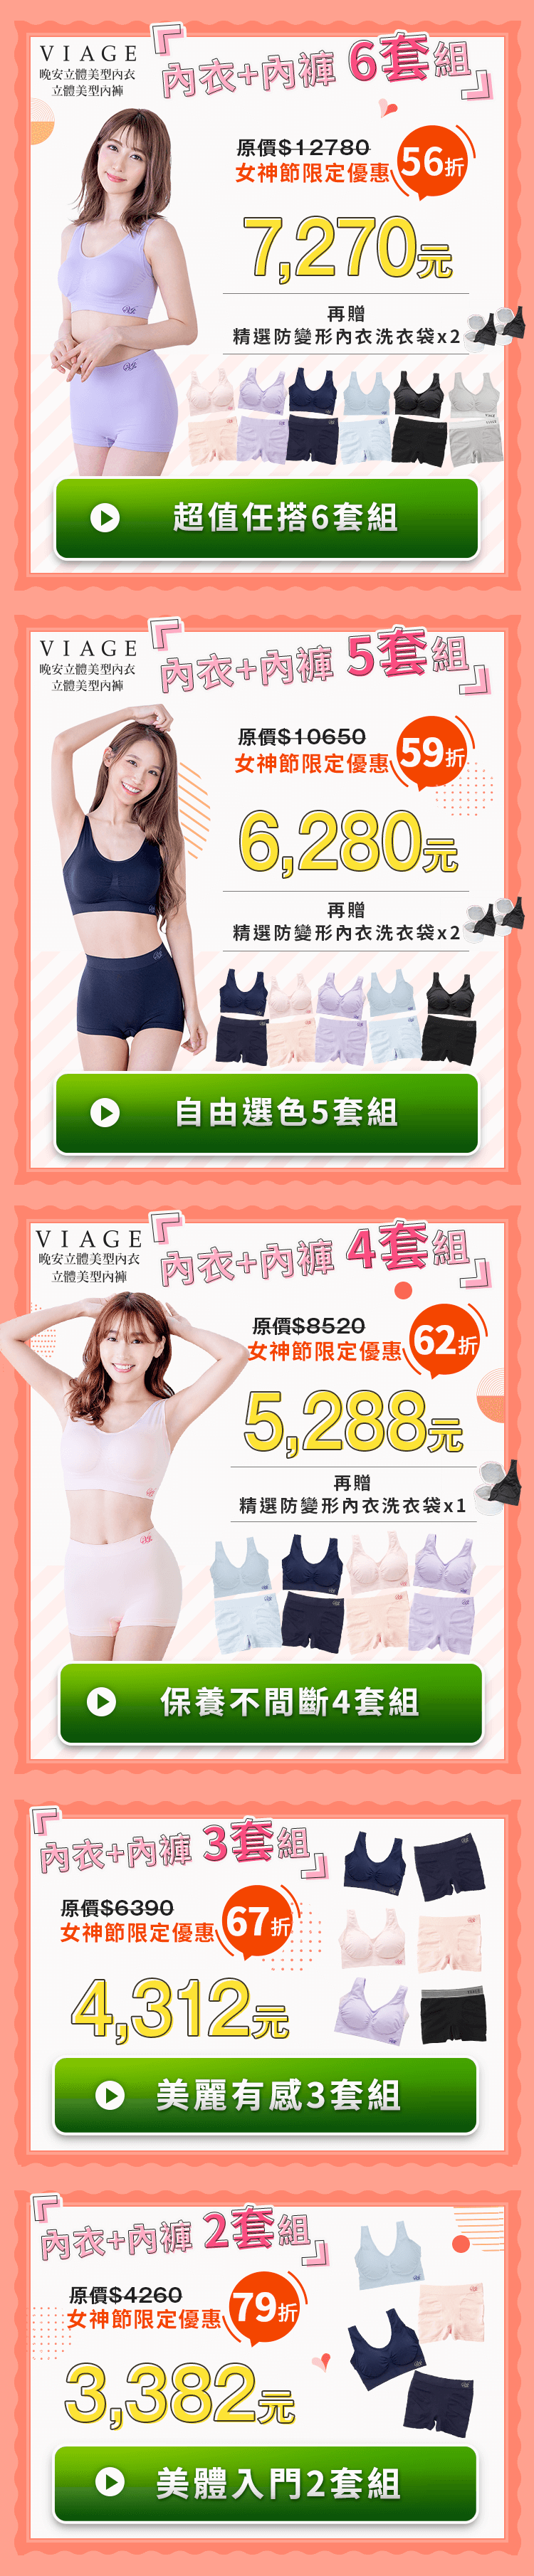 VIAGE
晚安立體美型內衣
立體美型內褲
『內衣+內褲 6套組』
原價$12780
女神節限定優惠
56折
7,270元
再贈
精選防變形內衣洗衣袋x2
超值任搭6套組
VIAGE
晚安立體美型內衣
立體美型內褲
『內衣+內褲 5套組』
原價$10650
女神節限定優惠
59折
6,280元
再贈
精選防變形內衣洗衣袋x2
自由選色5套組
VIAGE
晚安立體美型內衣
立體美型內褲
『內衣+內褲 4套組』
原價$8520
女神節限定優惠
62折
5,288元
再贈
精選防變形內衣洗衣袋x1
保養不間斷4套組
『內衣+內褲 3套組』
原價$6390
女神節限定優惠
67折
4,312元
美麗有感3套組
『內衣+內褲 2套組』
原價$4260
女神節限定優惠
79折
3,382元
美體入門2套組